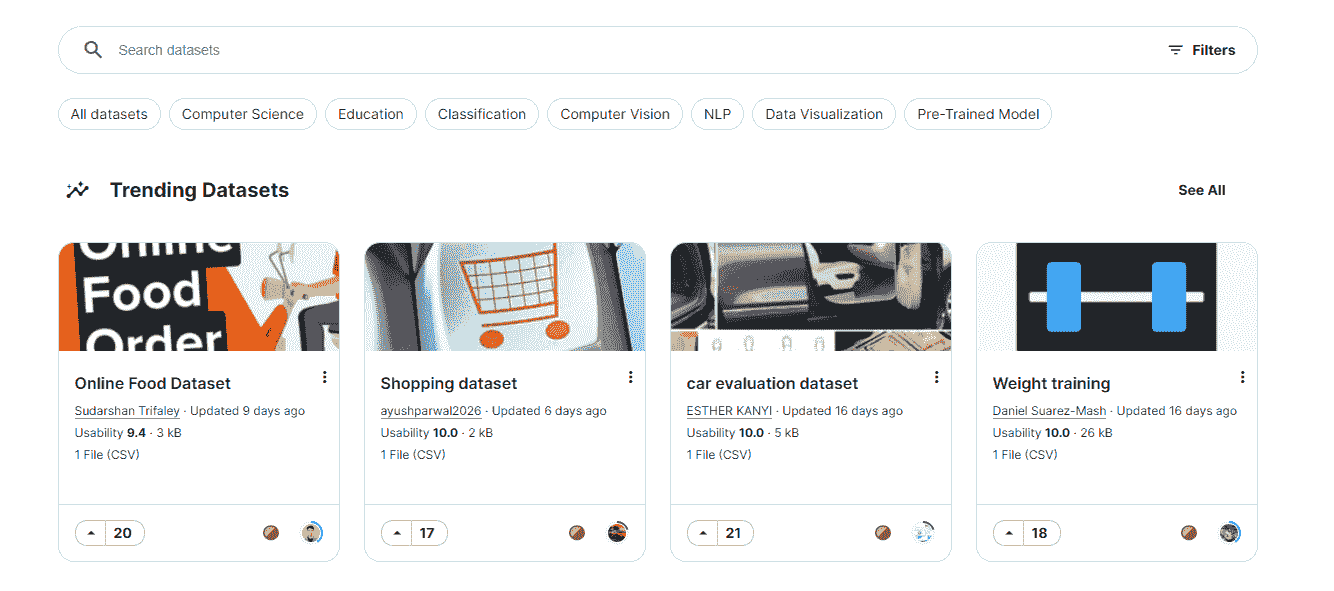 Search datasets
Filters
All datasets
Computer Science
Education
Classification
Computer Vision
NLP
Data Visualization
Pre-Trained Model
Trending Datasets
See All
Online
Food
Order
Online Food Dataset
Sudarshan Trifaley · Updated 9 days ago
Usability 9.4 · 3 kB
1 File (CSV)
20
Shopping dataset
ayushparwal2026 · Updated 6 days ago
Usability 10.0 · 2 kB
1 File (CSV)
17
car evaluation dataset
ESTHER KANYI · Updated 16 days ago
Usability 10.0 · 5 kB
1 File (CSV)
21
Weight training
Daniel Suarez-Mash · Updated 16 days ago
Usability 10.0 · 26 kB
1 File (CSV)
18